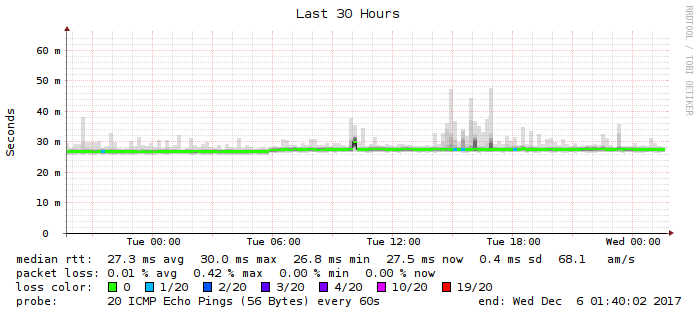 Last 30 Hours
RRDTOOL / TOBI OETIKER
Seconds
60 m
50 m
40 m
30 m
20 m
10 m
0
Tue 00:00 Tue 06:00 Tue 12:00 Tue 18:00 Wed 00:00
median rtt: 27.3 ms avg 30.0 ms max 26.8 ms min 27.5 ms now 0.4 ms sd 68.1 am/s
packet loss: 0.01 % avg 0.42 % max 0.00 % min 0.00 % now
loss color: 0 1/20 2/20 3/20 4/20 10/20 19/20
probe: 20 ICMP Echo Pings (56 Bytes) every 60s end: Wed Dec 6 01:40:02 2017